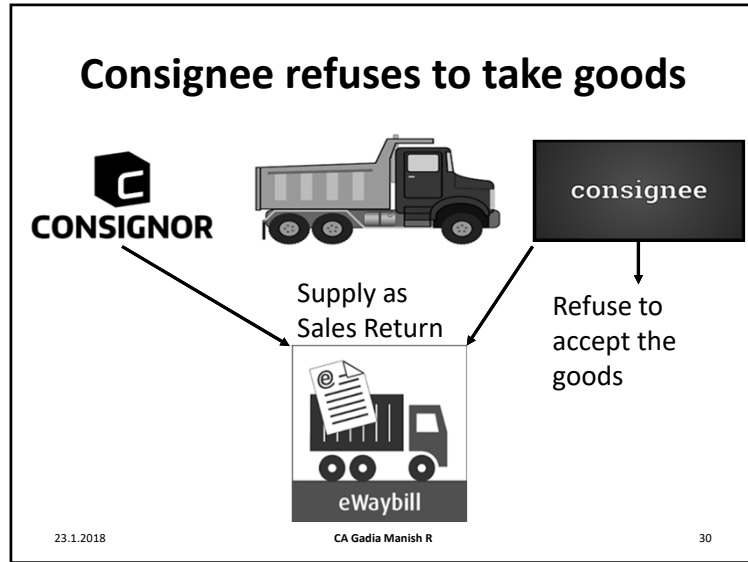 Consignee refuses to take goods
C
CONSIGNOR
consignee
Supply as
Sales Return
Refuse to
accept the
goods
e
eWaybill
23.1.2018
CA Gadia Manish R
30